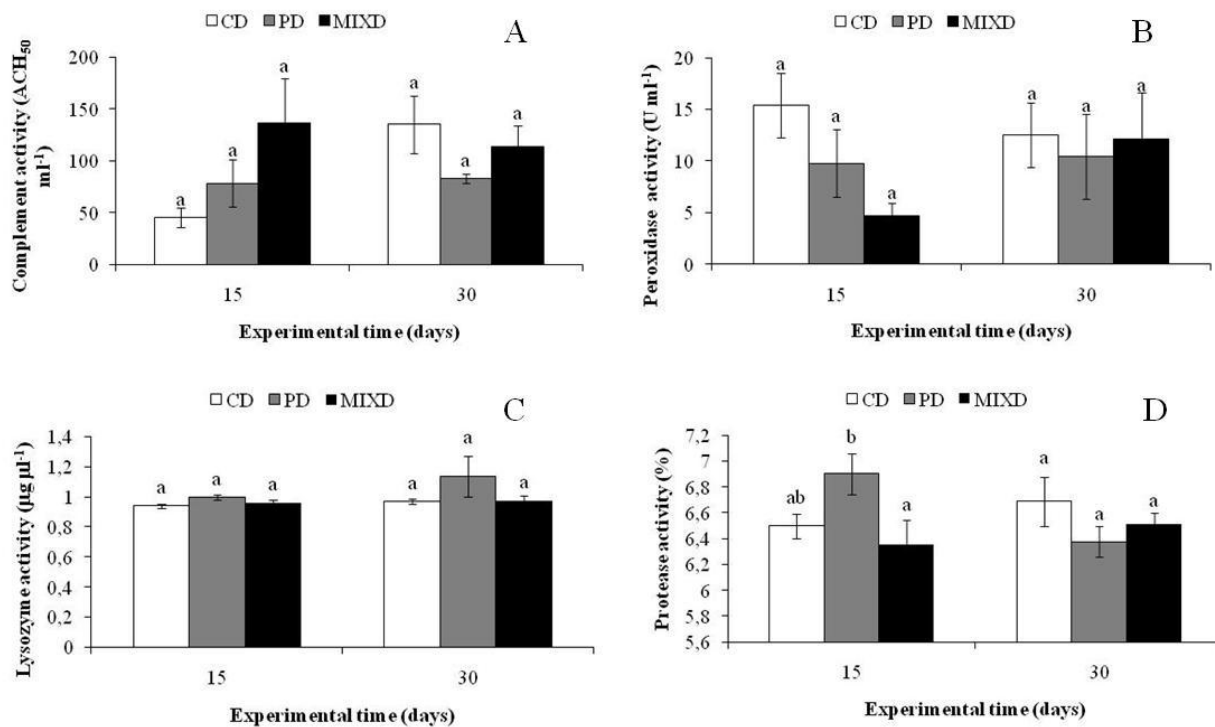 CD PD MIXD
A
Complement activity (ACH50
ml-1)
200
150
100
50
0
a a a a a a
15 30
Experimental time (days)
CD PD MIXD
B
Peroxidase activity (U ml-1)
20
15
10
5
0
a a a a a a
15 30
Experimental time (days)
CD PD MIXD
C
Lysozyme activity (µg µl-1)
1,4
1,2
1
0,8
0,6
0,4
0,2
0
a a a a a a
15 30
Experimental time (days)
CD PD MIXD
D
Protease activity (%)
7,2
7
6,8
6,6
6,4
6,2
6
5,8
5,6
ab b a a a a
15 30
Experimental time (days)